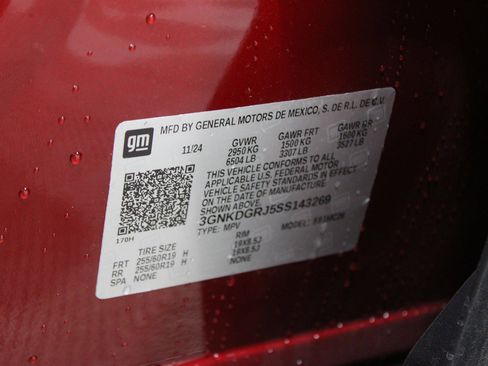 gm
MFD BY GENERAL MOTORS DE MEXICO, S. DE R.L. DE C.V.
11/24 GVWR GAWR FRT GAWR RR
2950 KG 1500 KG 1600 KG
6504 LB 3307 LB 3527 LB
THIS VEHICLE CONFORMS TO ALL
APPLICABLE U.S. FEDERAL MOTOR
VEHICLE SAFETY STANDARDS IN EFFECT
ON THE DATE OF MANUFACTURE
SHOWN ABOVE.
3GNKDGRJ5SS143269
TYPE: MPV MODEL:
170H
TIRE SIZE RIM
FRT 255/60R19 H 19X8.5J
RR 255/60R19 H 19X8.5J
SPA NONE NONE